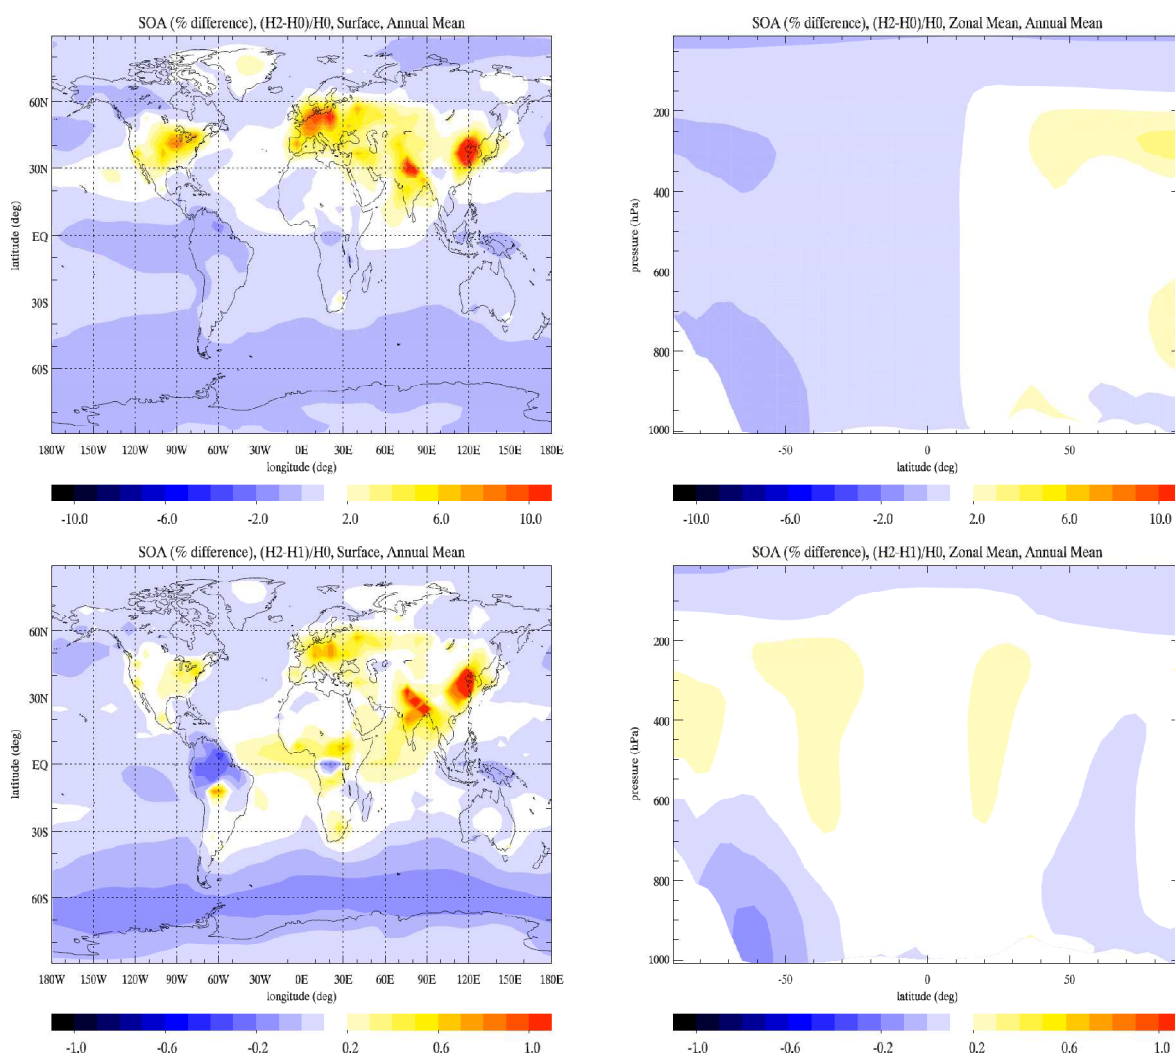 SOA (% difference), (H2-H0)/H0, Surface, Annual Mean
latitude (deg)
60N
30N
EQ
30S
60S
180W 150W 120W 90W 60W 30W 0E 30E 60E 90E 120E 150E 180E
longitude (deg)
-10.0 -6.0 -2.0 2.0 6.0 10.0
SOA (% difference), (H2-H0)/H0, Zonal Mean, Annual Mean
pressure (hPa)
200
400
600
800
1000
-50 0 50
latitude (deg)
-10.0 -6.0 -2.0 2.0 6.0 10.0
SOA (% difference), (H2-H1)/H0, Surface, Annual Mean
latitude (deg)
60N
30N
EQ
30S
60S
180W 150W 120W 90W 60W 30W 0E 30E 60E 90E 120E 150E 180E
longitude (deg)
-1.0 -0.6 -0.2 0.2 0.6 1.0
SOA (% difference), (H2-H1)/H0, Zonal Mean, Annual Mean
pressure (hPa)
200
400
600
800
1000
-50 0 50
latitude (deg)
-1.0 -0.6 -0.2 0.2 0.6 1.0